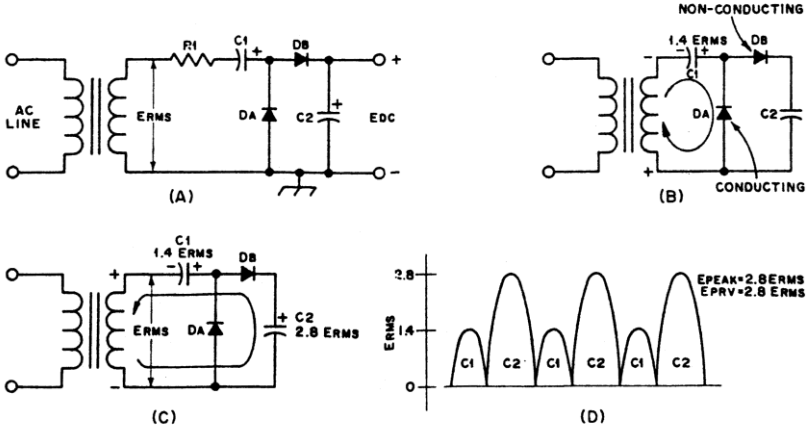 R1
C1
+
DB
+
AC
LINE
ERMS
DA
C2
+
EDC
-
(A)
NON-CONDUCTING
1.4 ERMS
DB
-
-
+
C1
DA
C2
+
CONDUCTING
(B)
C1
1.4 ERMS
DB
+
-
+
ERMS
DA
+
C2
2.8 ERMS
-
(C)
2.8
EPEAK=2.8 ERMS
EPRV=2.8 ERMS
ERMS
1.4
C1
C2
C1
C2
C1
C2
0
(D)